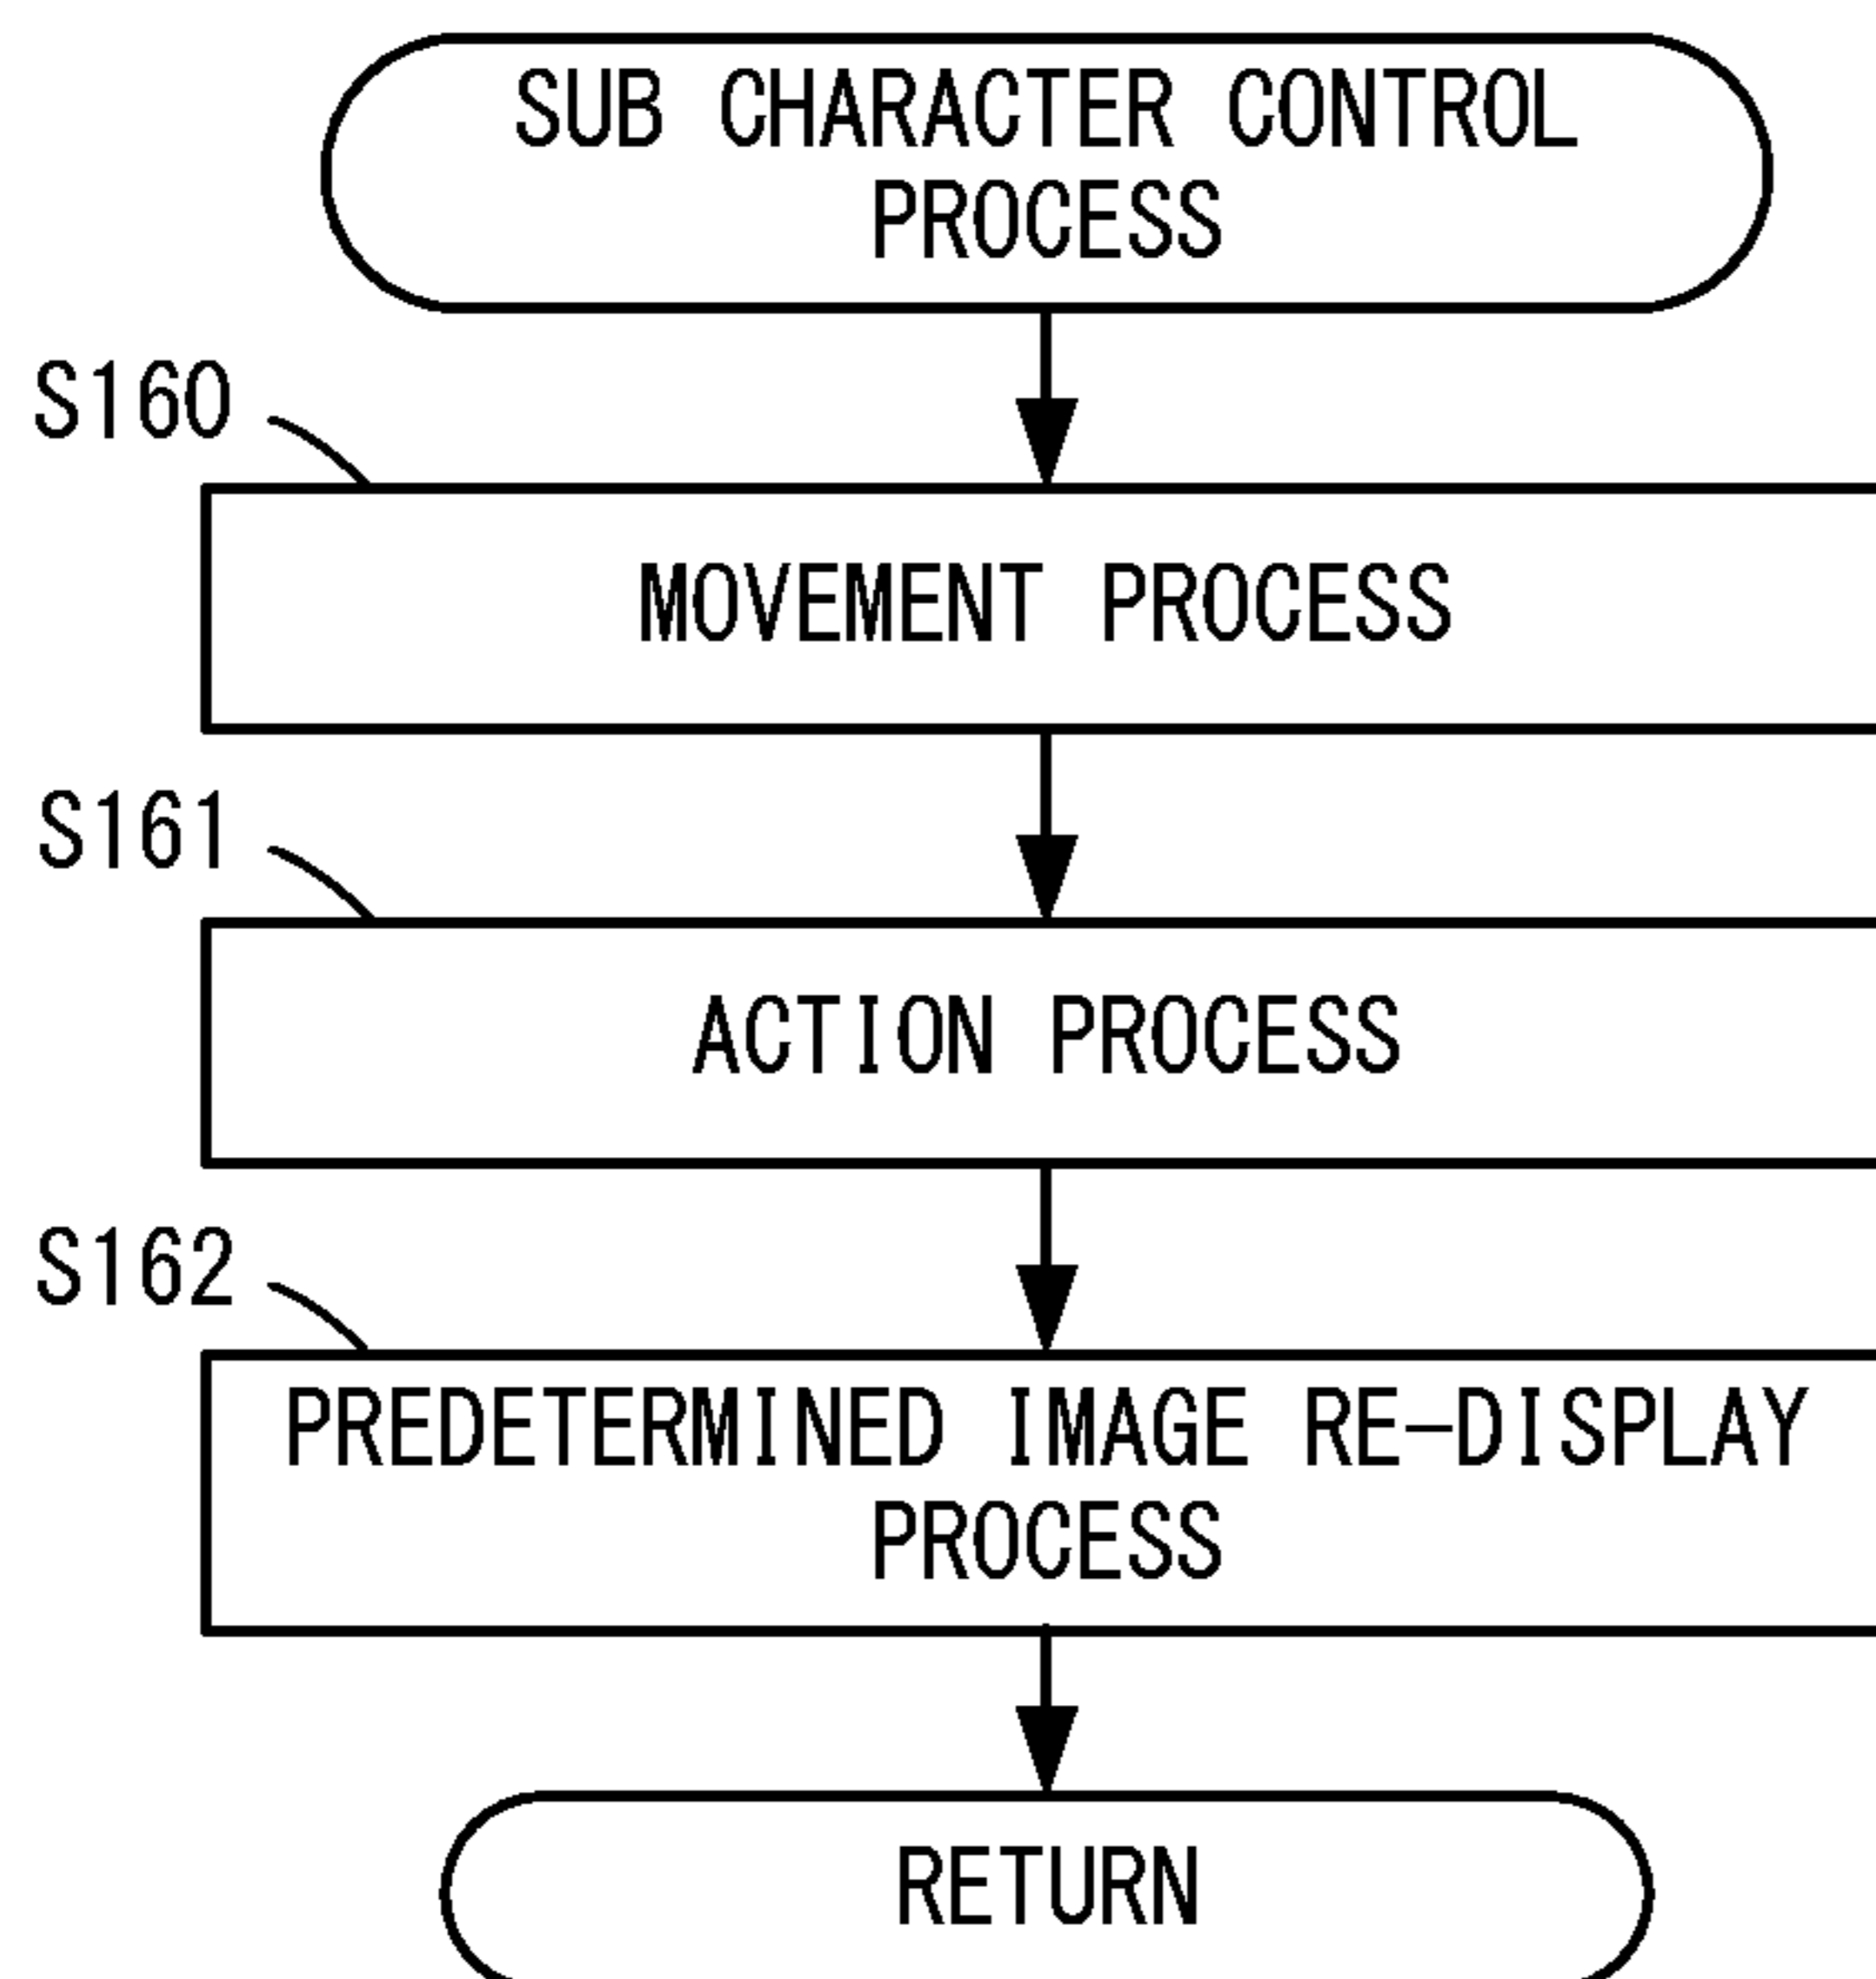 SUB CHARACTER CONTROL
PROCESS
S160
MOVEMENT PROCESS
S161
ACTION PROCESS
S162
PREDETERMINED IMAGE RE-DISPLAY
PROCESS
RETURN